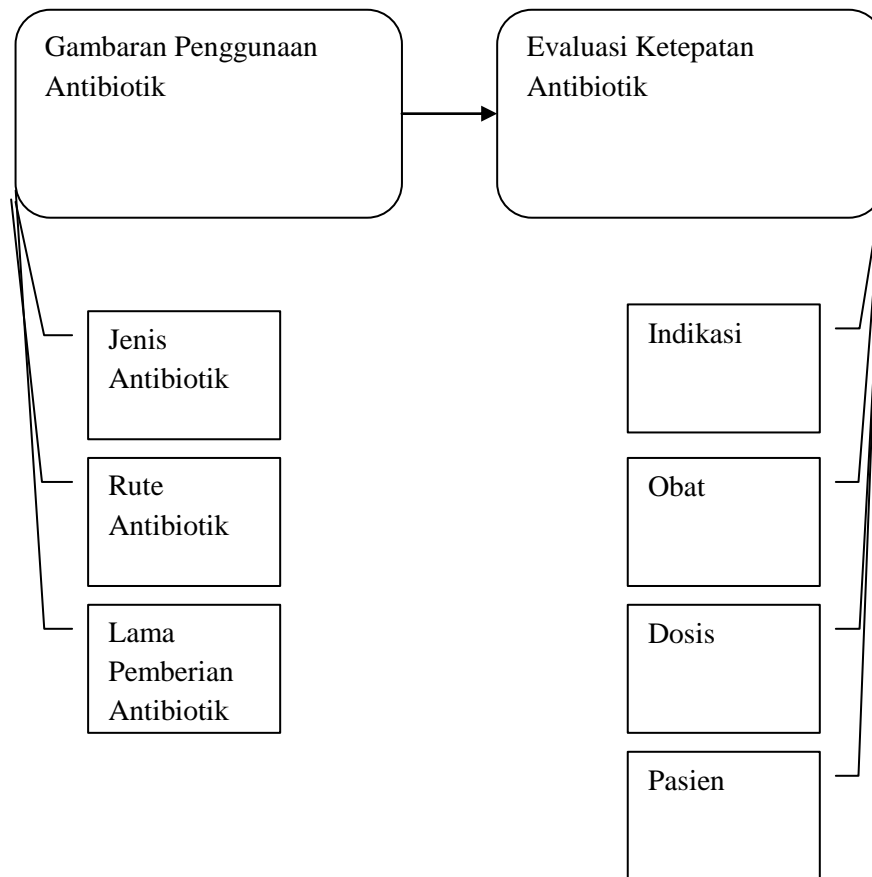 Gambaran Penggunaan
Antibiotik
Evaluasi Ketepatan
Antibiotik
Jenis
Antibiotik
Rute
Antibiotik
Lama
Pemberian
Antibiotik
Indikasi
Obat
Dosis
Pasien